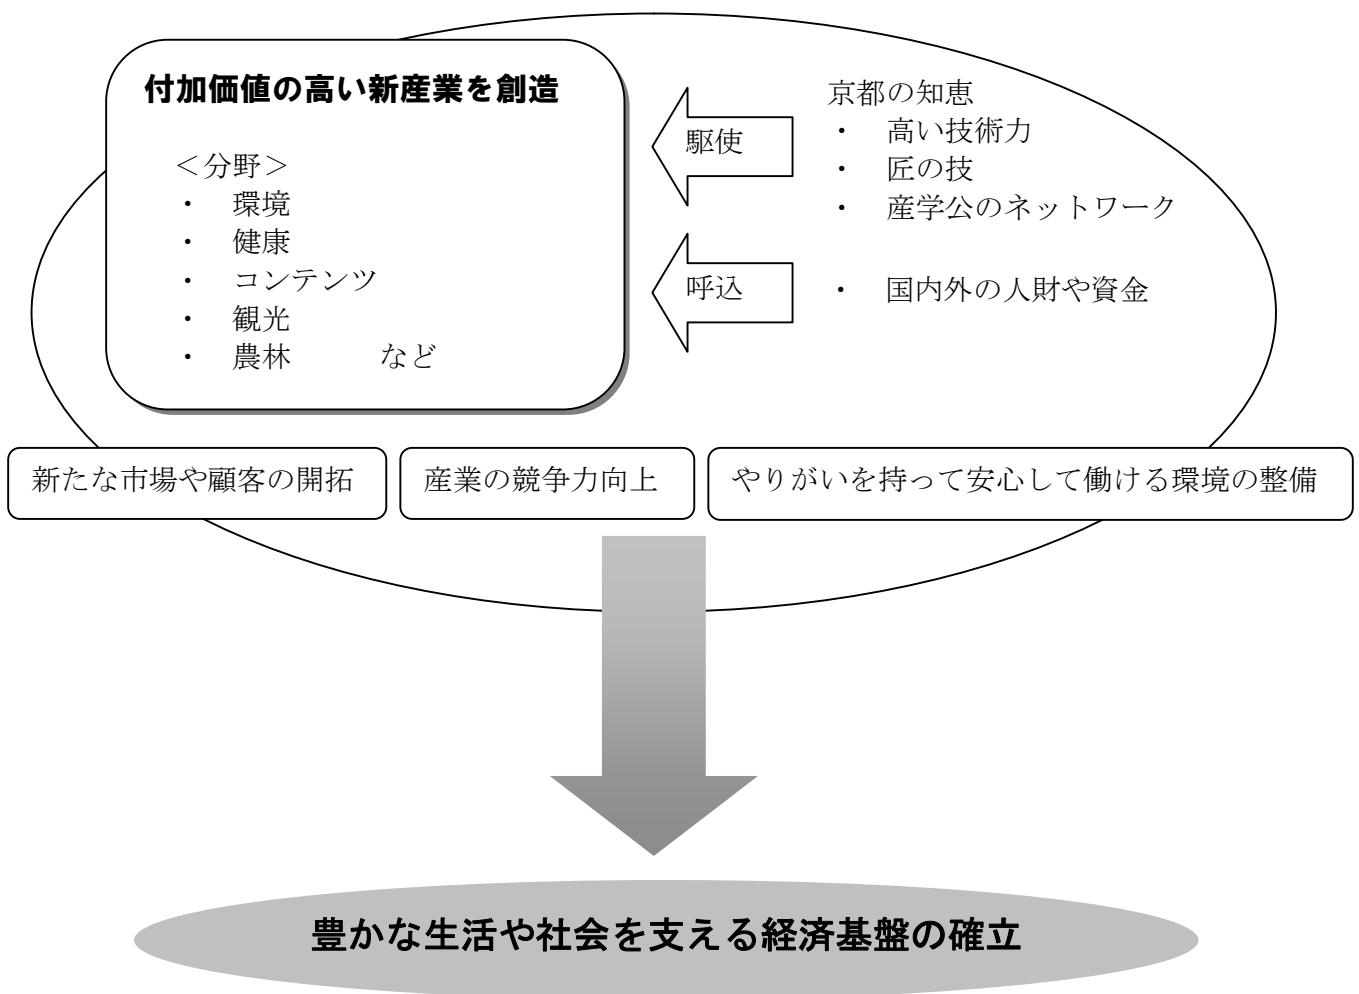 付加価値の高い新産業を創造
＜分野＞
・ 環境
・ 健康
・ コンテンツ
・ 観光
・ 農林 など
駆使
京都の知恵
・ 高い技術力
・ 匠の技
・ 産学公のネットワーク
呼込
・ 国内外の人財や資金
新たな市場や顧客の開拓
産業の競争力向上
やりがいを持って安心して働ける環境の整備
豊かな生活や社会を支える経済基盤の確立